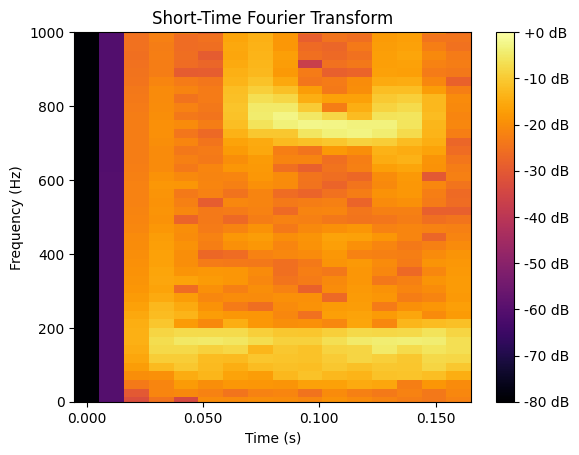 Short-Time Fourier Transform
1000
800
600
400
200
0
Frequency (Hz)
0.000
0.050
0.100
0.150
Time (s)
+0 dB
-10 dB
-20 dB
-30 dB
-40 dB
-50 dB
-60 dB
-70 dB
-80 dB